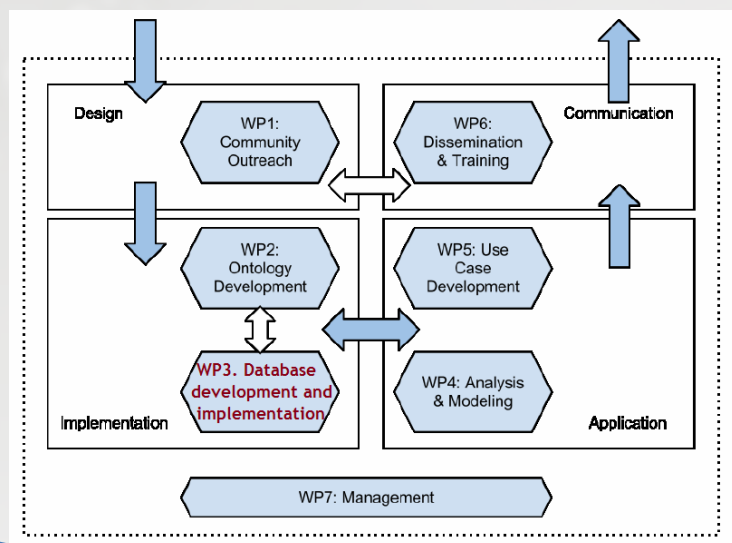 Design
WP1:
Community
Outreach
WP6:
Dissemination
& Training
Communication
WP2:
Ontology
Development
WP3. Database
development and
implementation
Implementation
WP5: Use
Case
Development
WP4: Analysis
& Modeling
Application
WP7: Management